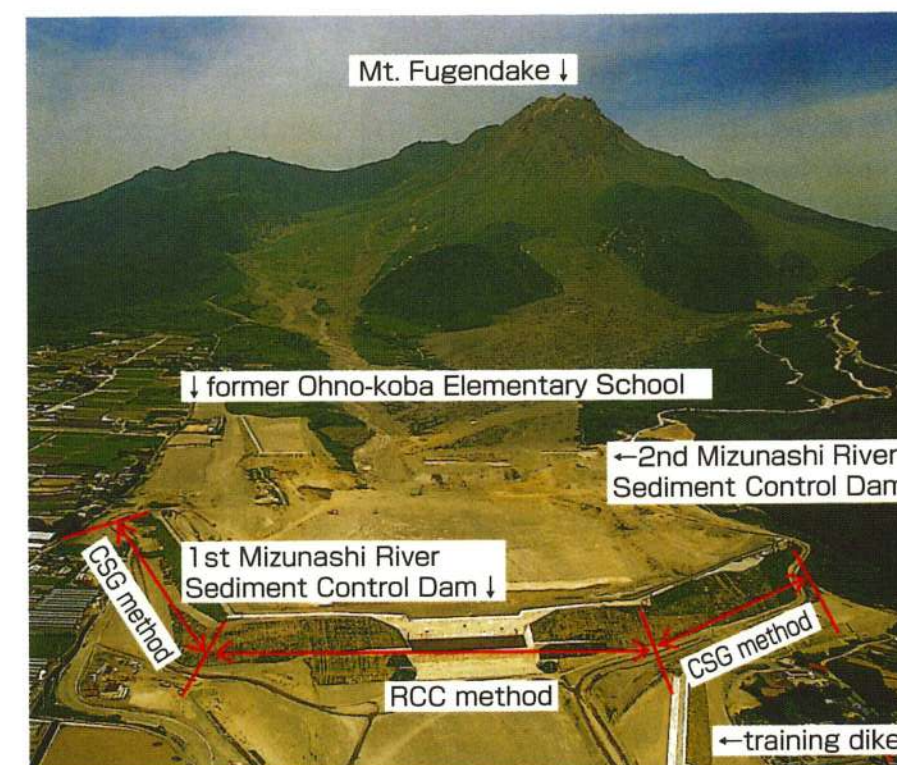 Mt. Fugendake ↓
↓ former Ohno-koba Elementary School
←2nd Mizunashi River
Sediment Control Dam
1st Mizunashi River
Sediment Control Dam ↓
CSG method
CSG method
RCC method
←training dike